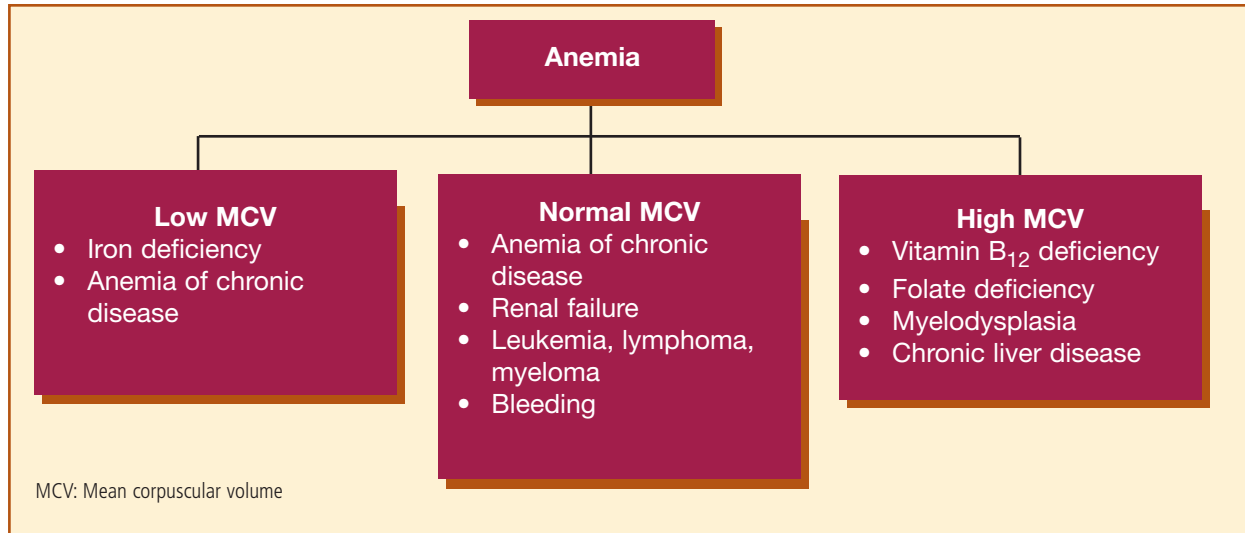 Anemia
Low MCV
• Iron deficiency
• Anemia of chronic
disease
Normal MCV
• Anemia of chronic
disease
• Renal failure
• Leukemia, lymphoma,
myeloma
• Bleeding
High MCV
• Vitamin B12 deficiency
• Folate deficiency
• Myelodysplasia
• Chronic liver disease
MCV: Mean corpuscular volume